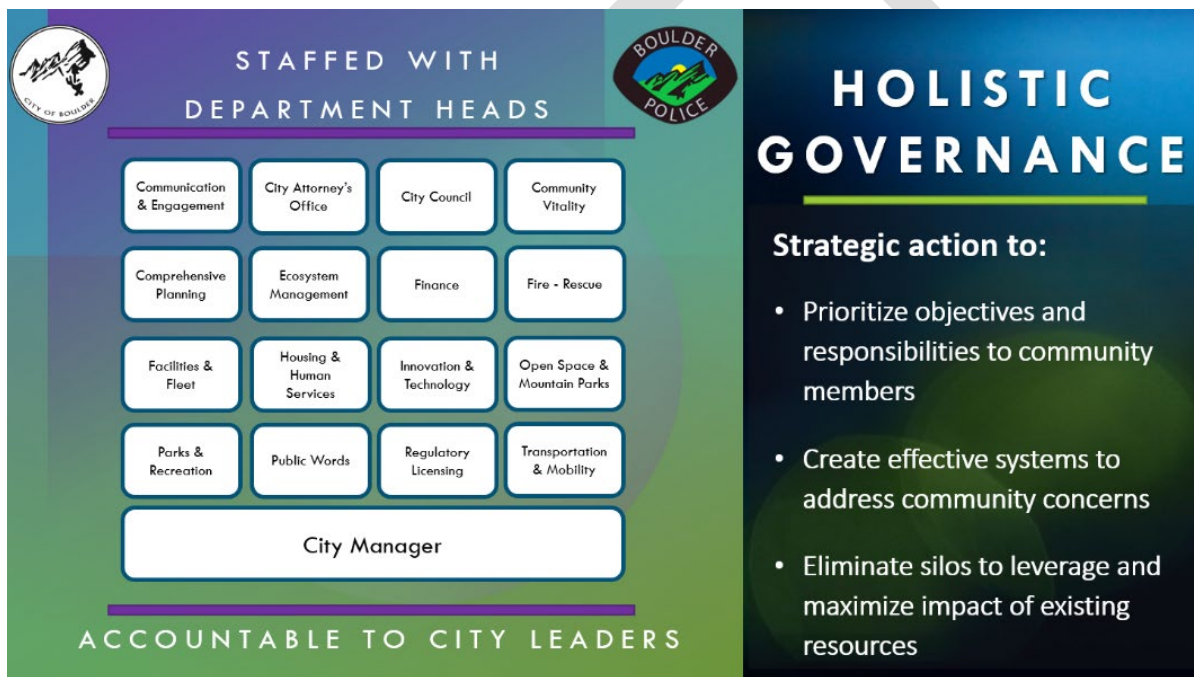 CITY OF BOULDER
STAFFED WITH
DEPARTMENT HEADS
BOULDER
POLICE
Communication
& Engagement
City Attorney's
Office
City Council
Community
Vitality
Comprehensive
Planning
Ecosystem
Management
Finance
Fire - Rescue
Facilities &
Fleet
Housing &
Human
Services
Innovation &
Technology
Open Space &
Mountain Parks
Parks &
Recreation
Public Words
Regulatory
Licensing
Transportation
& Mobility
City Manager
ACCOUNTABLE TO CITY LEADERS
HOLISTIC
GOVERNANCE
Strategic action to:
• Prioritize objectives and
responsibilities to community
members
• Create effective systems to
address community concerns
• Eliminate silos to leverage and
maximize impact of existing
resources